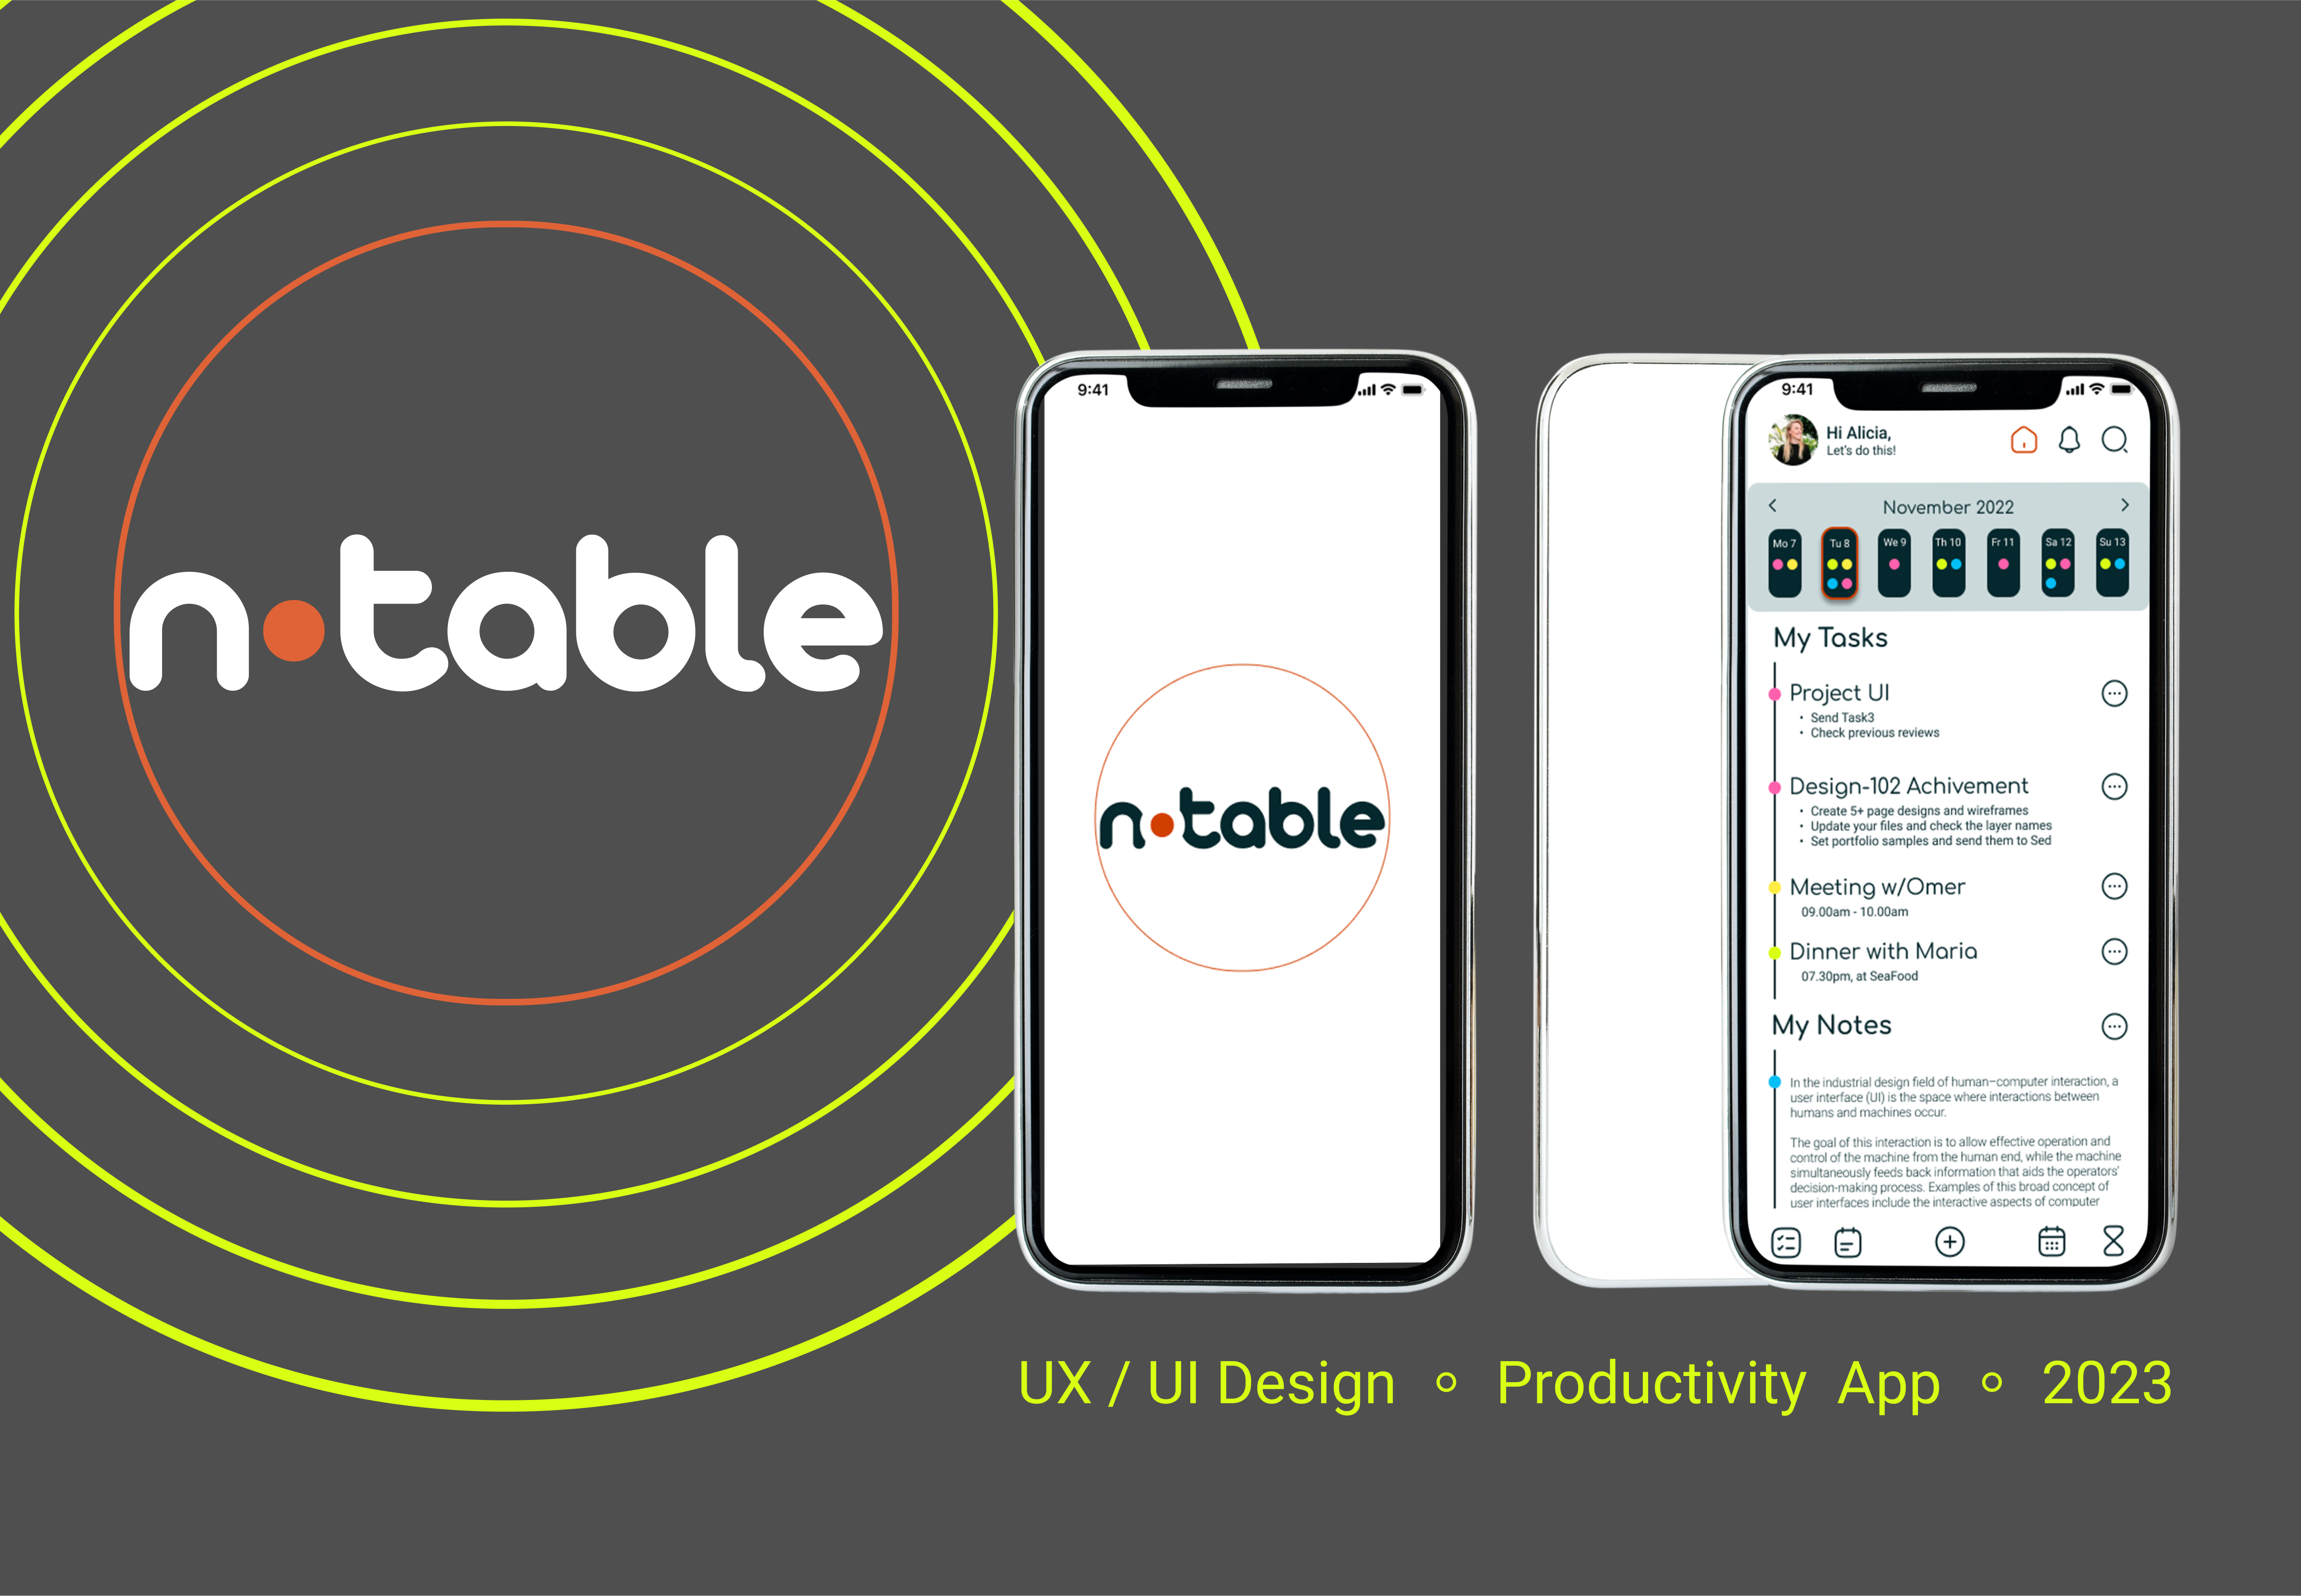 n•table
9:41
n•table
9:41
Hi Alicia,
Let's do this!
November 2022
Mo 7 Tu 8 We 9 Th 10 Fr 11 Sa 12 Su 13
My Tasks
Project UI
• Send Task3
• Check previous reviews
Design-102 Achivement
• Create 5+ page designs and wireframes
• Update your files and check the layer names
• Set portfolio samples and send them to Sed
Meeting w/Omer
09.00am - 10.00am
Dinner with Maria
07.30pm, at SeaFood
My Notes
In the industrial design field of human–computer interaction, a
user interface (UI) is the space where interactions between
humans and machines occur.
The goal of this interaction is to allow effective operation and
control of the machine from the human end, while the machine
simultaneously feeds back information that aids the operators'
decision-making process. Examples of this broad concept of
user interfaces include the interactive aspects of computer
UX / UI Design ○ Productivity App ○ 2023